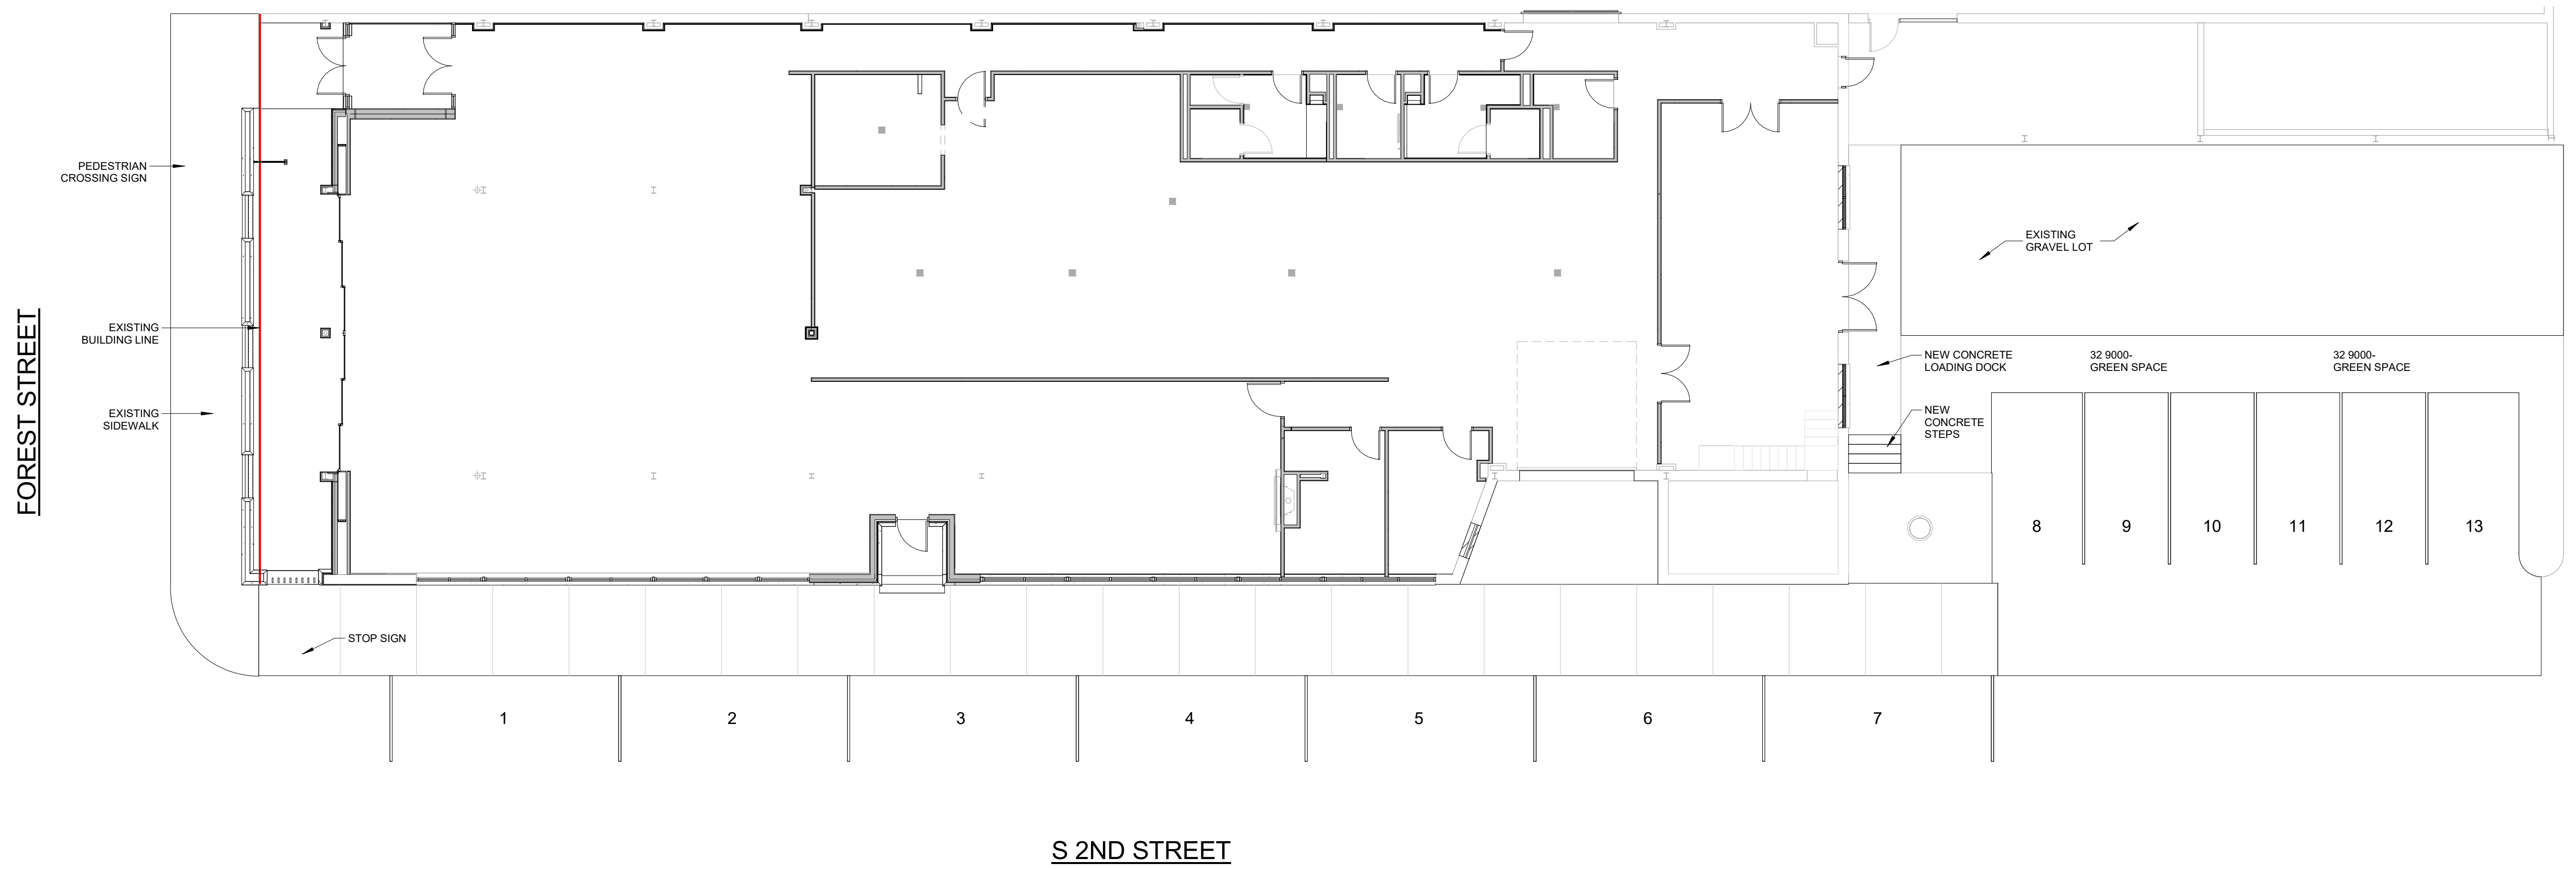 PEDESTRIAN
CROSSING SIGN
EXISTING
BUILDING LINE
EXISTING
SIDEWALK
FOREST STREET
STOP SIGN
EXISTING
GRAVEL LOT
NEW CONCRETE
LOADING DOCK
32 9000-
GREEN SPACE
32 9000-
GREEN SPACE
NEW
CONCRETE
STEPS
8
9
10
11
12
13
1
2
3
4
5
6
7
S 2ND STREET